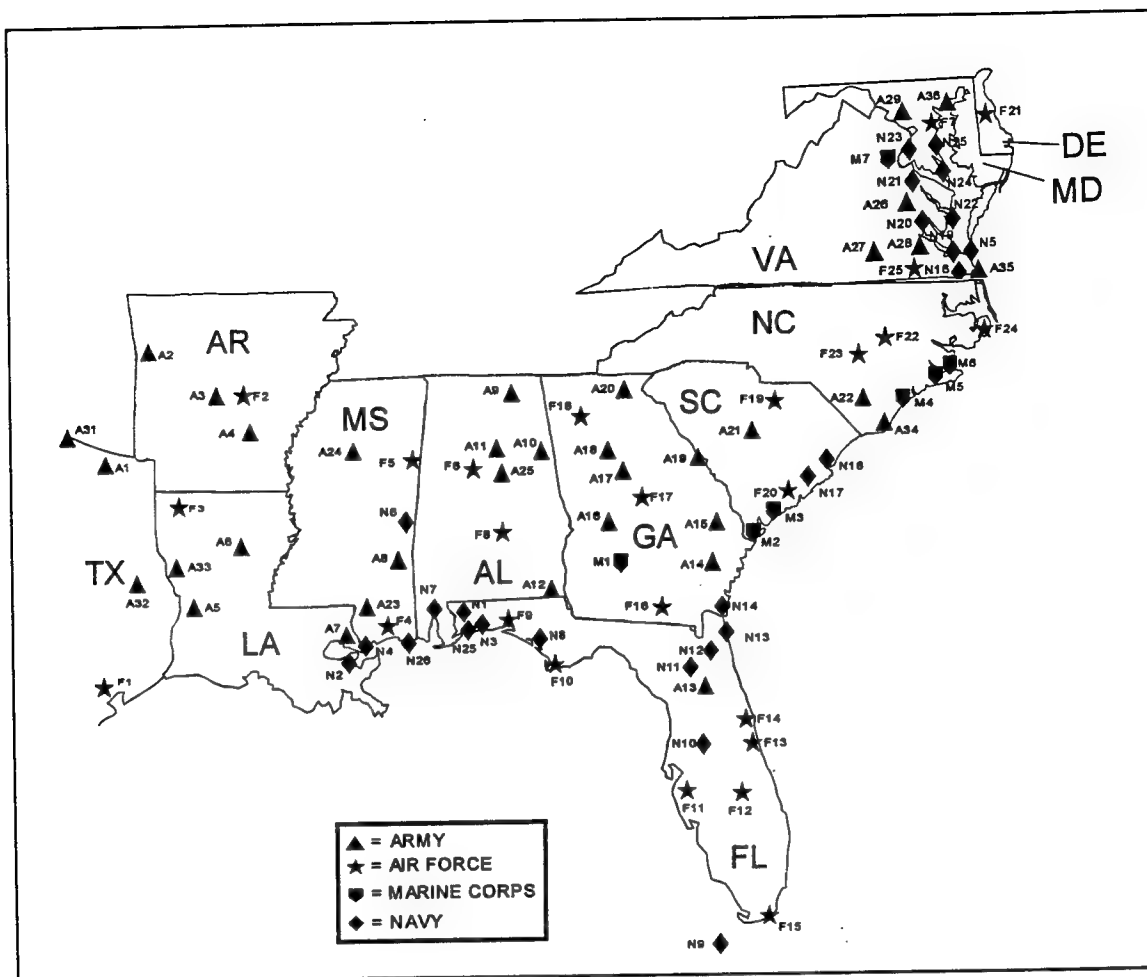 A29
A36
F7
F21
N23
N25
DE
M7
N24
MD
N21
A26
N22
N20
N19
N5
A27
A28
VA
F25
N16
A35
NC
F22
F24
F23
M6
M5
A22
M4
A34
AR
A2
A3
F2
A4
A31
A1
MS
A24
F5
A9
A20
SC
F19
F18
A21
A11
A10
A18
F6
A25
A17
A19
N18
F3
F17
F20
N17
N6
A16
A15
M3
A6
F8
GA
M2
TX
A33
A8
AL
M1
A14
A32
A12
A5
N7
N1
F9
F16
N14
A23
A7
F4
N3
N8
N13
LA
N4
N26
N25
N12
N2
F10
N11
A13
F1
F14
N10
F13
F11
F12
FL
F15
N9
= ARMY
= AIR FORCE
= MARINE CORPS
= NAVY